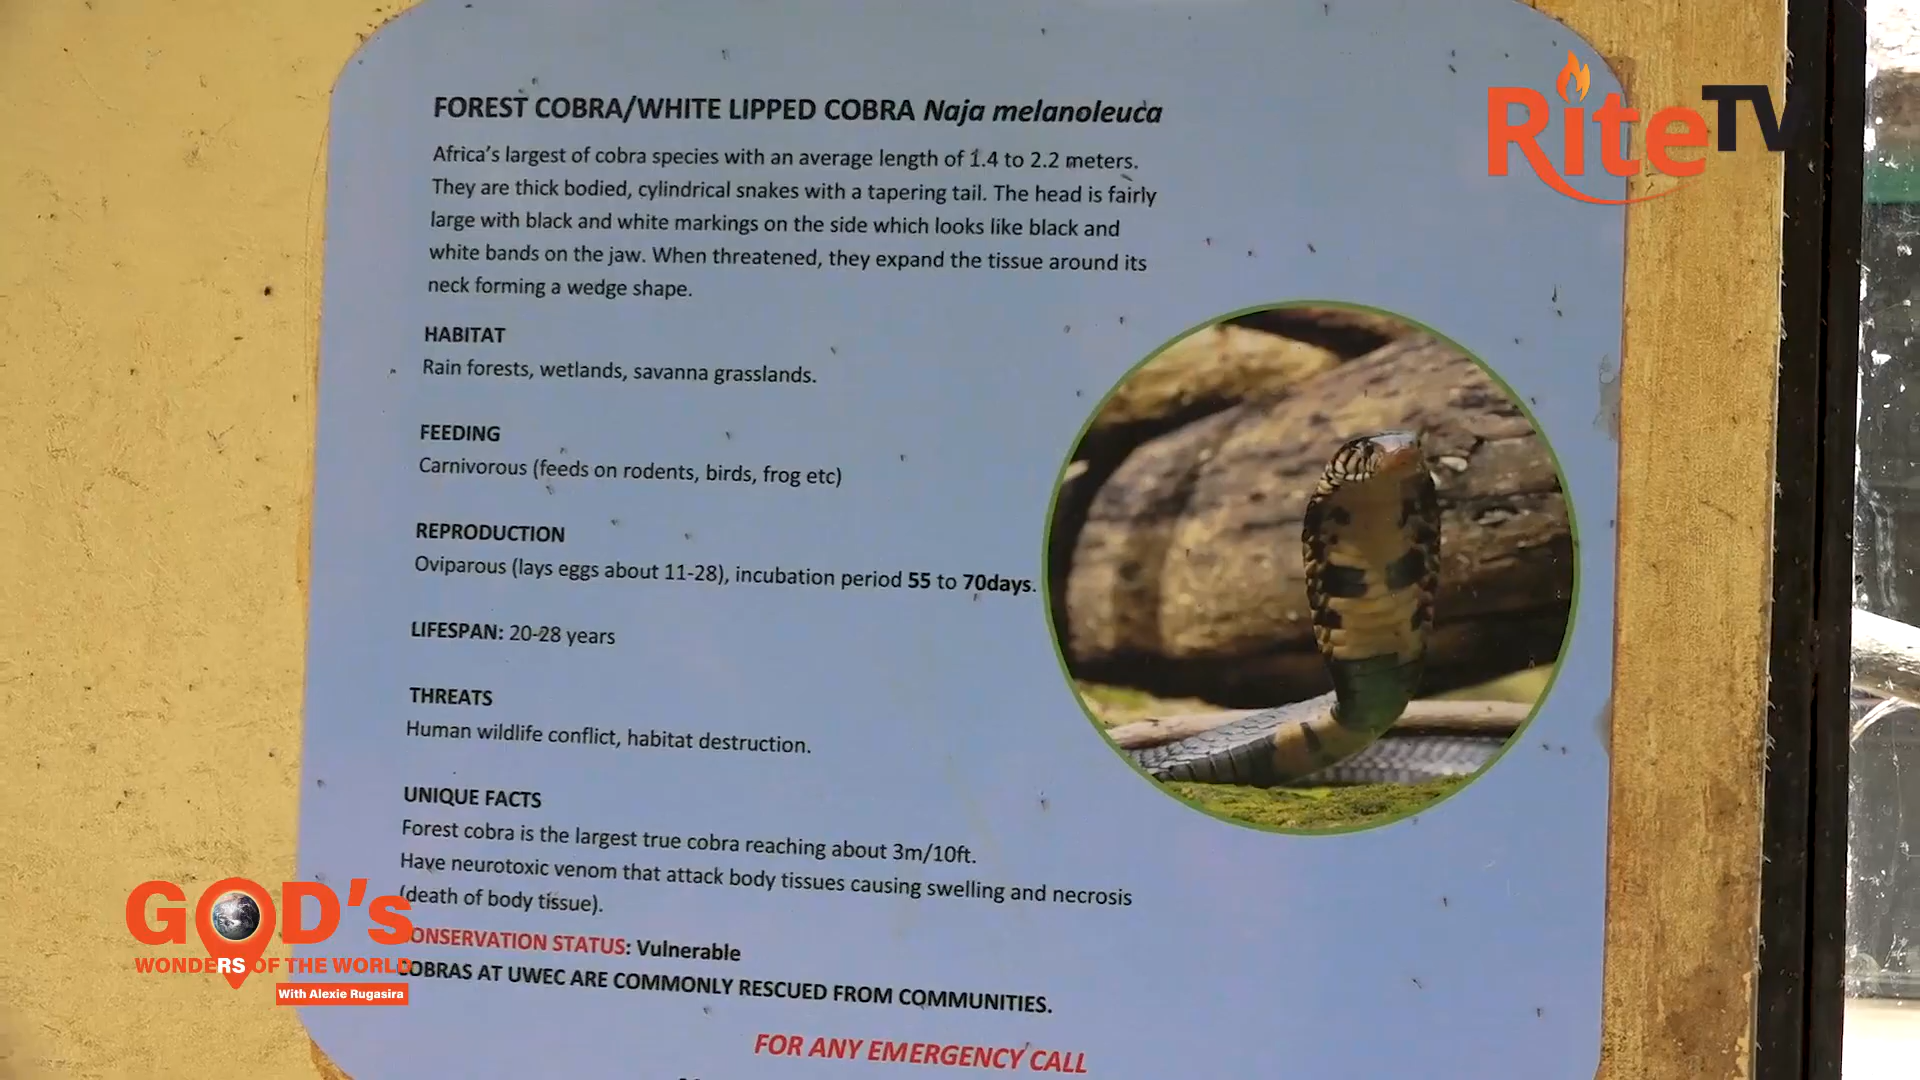 FOREST COBRA/WHITE LIPPED COBRA Naja melanoleuca
Africa's largest of cobra species with an average length of 1.4 to 2.2 meters.
They are thick bodied, cylindrical snakes with a tapering tail. The head is fairly
large with black and white markings on the side which looks like black and
white bands on the jaw. When threatened, they expand the tissue around its
neck forming a wedge shape.
HABITAT
Rain forests, wetlands, savanna grasslands.
FEEDING
Carnivorous (feeds on rodents, birds, frog etc)
REPRODUCTION
Oviparous (lays eggs about 11-28), incubation period 55 to 70days.
LIFESPAN: 20-28 years
THREATS
Human wildlife conflict, habitat destruction.
UNIQUE FACTS
Forest cobra is the largest true cobra reaching about 3m/10ft.
Have neurotoxic venom that attack body tissues causing swelling and necrosis
(death of body tissue).
CONSERVATION STATUS: Vulnerable
COBRAS AT UWEC ARE COMMONLY RESCUED FROM COMMUNITIES.
FOR ANY EMERGENCY CALL
RiteTV
GOD's
WONDERS OF THE WORLD
With Alexie Rugasira